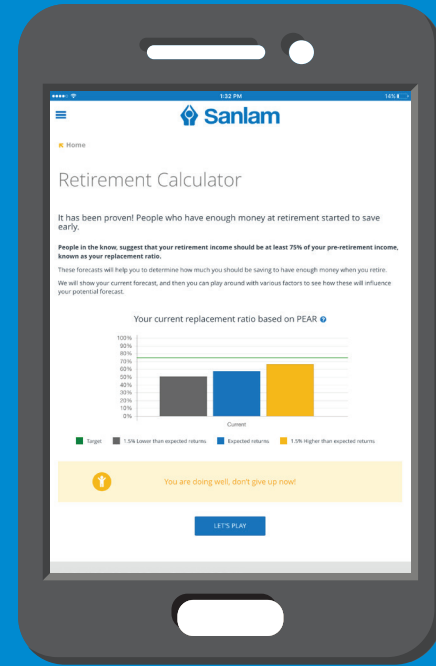 1:32 PM
14%
Sanlam
Home
Retirement Calculator
It has been proven! People who have enough money at retirement started to save
early.
People in the know, suggest that your retirement income should be at least 75% of your pre-retirement income,
known as your replacement ratio.
These forecasts will help you to determine how much you should be saving to have enough money when you retire.
We will show your current forecast, and then you can play around with various factors to see how these will influence
your potential forecast.
Your current replacement ratio based on PEAR ?
100%
90%
80%
70%
60%
50%
40%
30%
20%
10%
0%
Current
Target 1.5% Lower than expected returns Expected returns 1.5% Higher than expected returns
You are doing well, don't give up now!
LET'S PLAY